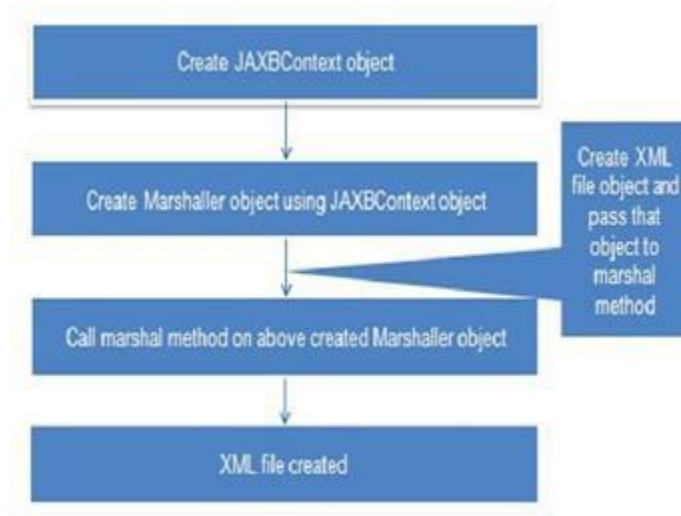 Create JAXBContext object
Create Marshaller object using JAXBContext object
Create XML
file object and
pass that
object to
marshal
method
Call marshal method on above created Marshaller object
XML file created